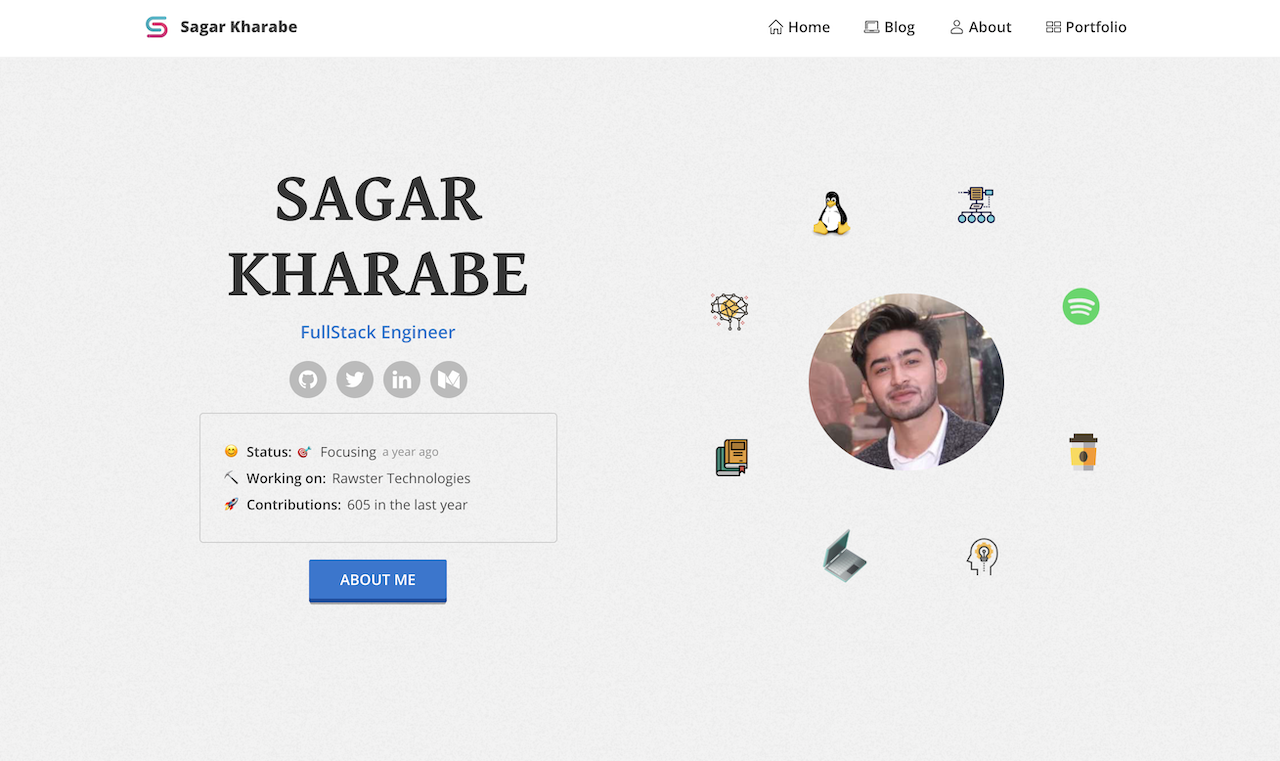 Sagar Kharabe
Home
Blog
About
Portfolio
SAGAR
KHARABE
FullStack Engineer
😊 Status: 🎯 Focusing a year ago
⛏ Working on: Rawster Technologies
🚀 Contributions: 605 in the last year
ABOUT ME